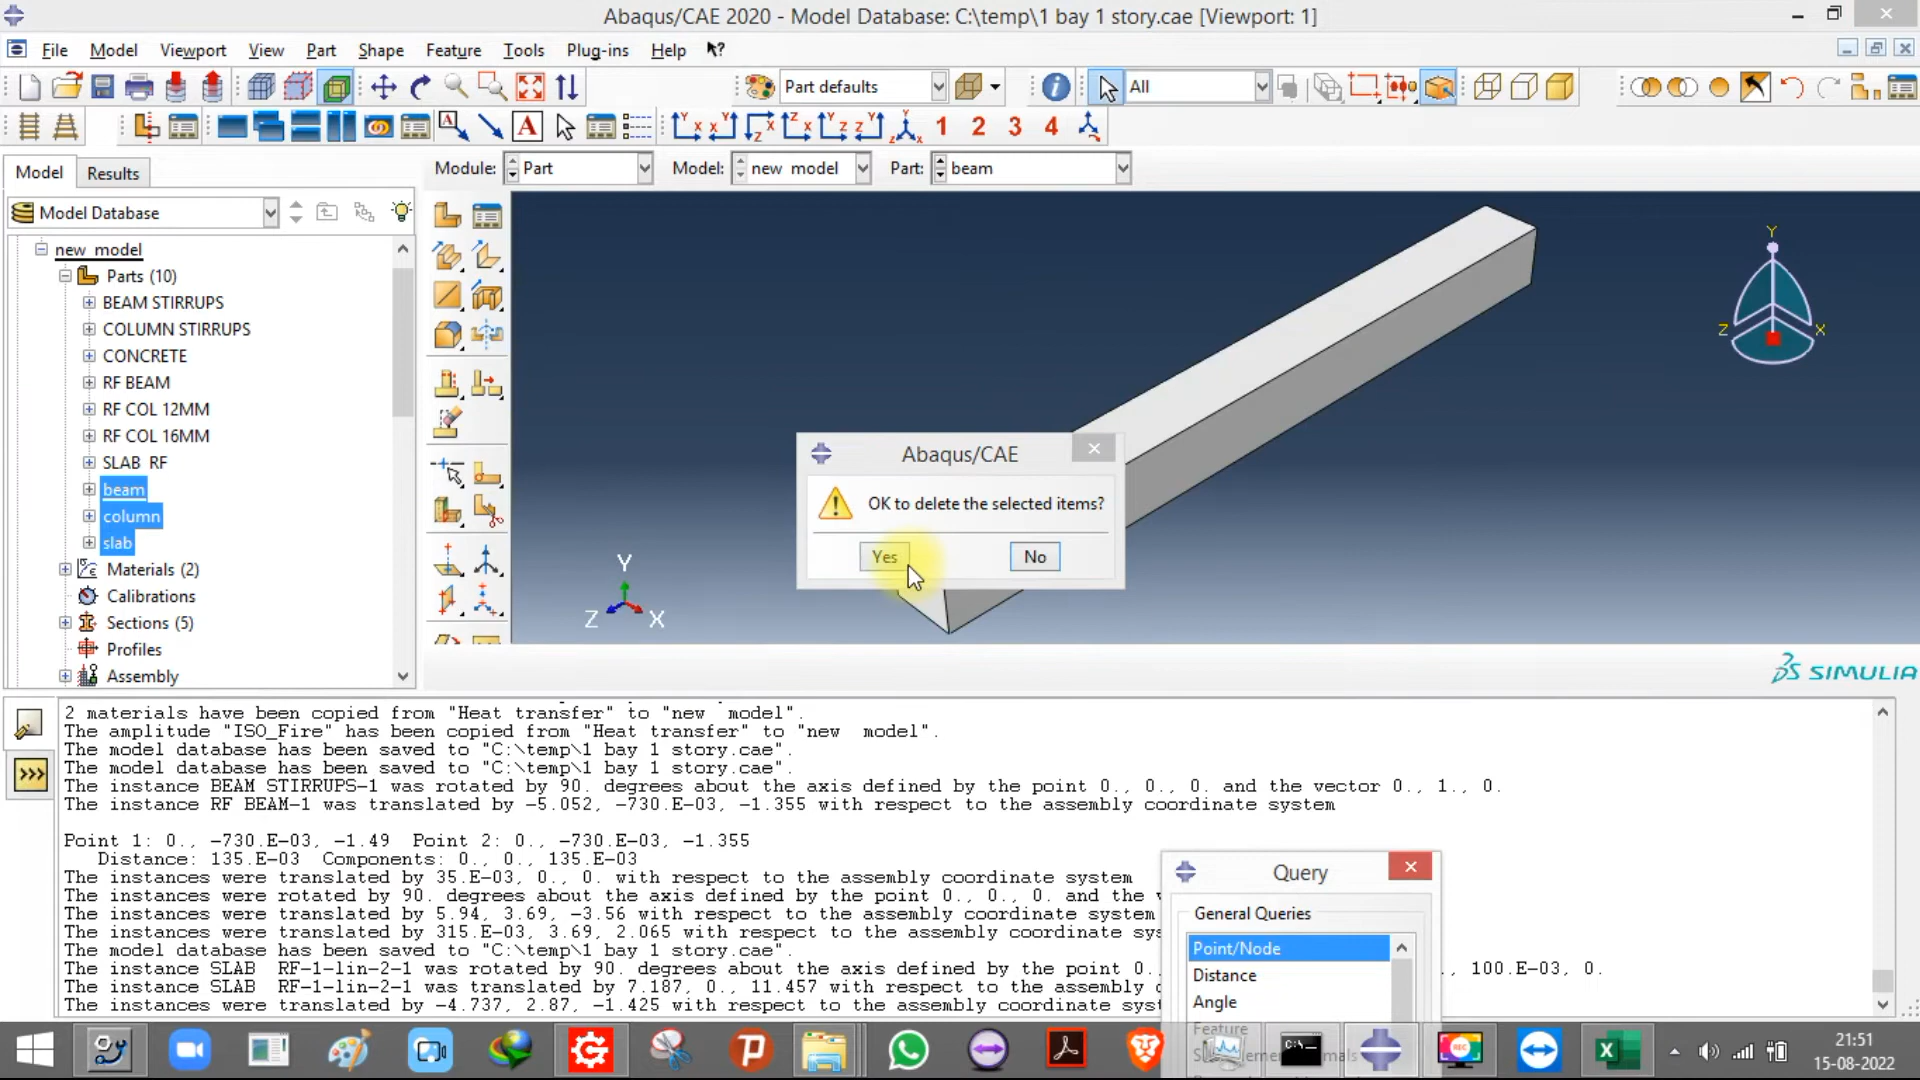 Abaqus/CAE 2020 - Model Database: C:\temp\1 bay 1 story.cae [Viewport: 1]
File Model Viewport View Part Shape Feature Tools Plug-ins Help
Part defaults
All
1 2 3 4
Model Results
Module: Part Model: new model Part: beam
Model Database
new model
Parts (10)
BEAM STIRRUPS
COLUMN STIRRUPS
CONCRETE
RF BEAM
RF COL 12MM
RF COL 16MM
SLAB RF
beam
column
slab
Materials (2)
Calibrations
Sections (5)
Profiles
Assembly
Y
Z
X
Y
Z X
Abaqus/CAE
OK to delete the selected items?
Yes No
SIMULIA
2 materials have been copied from "Heat transfer" to "new model".
The amplitude "ISO_Fire" has been copied from "Heat transfer" to "new model".
The model database has been saved to "C:\temp\1 bay 1 story.cae".
The model database has been saved to "C:\temp\1 bay 1 story.cae".
The instance BEAM STIRRUPS-1 was rotated by 90. degrees about the axis defined by the point 0., 0., 0. and the vector 0., 1., 0.
The instance RF BEAM-1 was translated by -5.052, -730.E-03, -1.355 with respect to the assembly coordinate system
Point 1: 0., -730.E-03, -1.49 Point 2: 0., -730.E-03, -1.355
Distance: 135.E-03 Components: 0., 0., 135.E-03
The instances were translated by 35.E-03, 0., 0. with respect to the assembly coordinate system
The instances were rotated by 90. degrees about the axis defined by the point 0., 0., 0. and the
The instances were translated by 5.94, 3.69, -3.56 with respect to the assembly coordinate system
The instances were translated by 315.E-03, 3.69, 2.065 with respect to the assembly coordinate sys
The model database has been saved to "C:\temp\1 bay 1 story.cae".
The instance SLAB RF-1-lin-2-1 was rotated by 90. degrees about the axis defined by the point 0. , 100.E-03, 0.
The instance SLAB RF-1-lin-2-1 was translated by 7.187, 0., 11.457 with respect to the assembly c
The instances were translated by -4.737, 2.87, -1.425 with respect to the assembly coordinate syst
Query
General Queries
Point/Node
Distance
Angle
Feature
21:51
15-08-2022